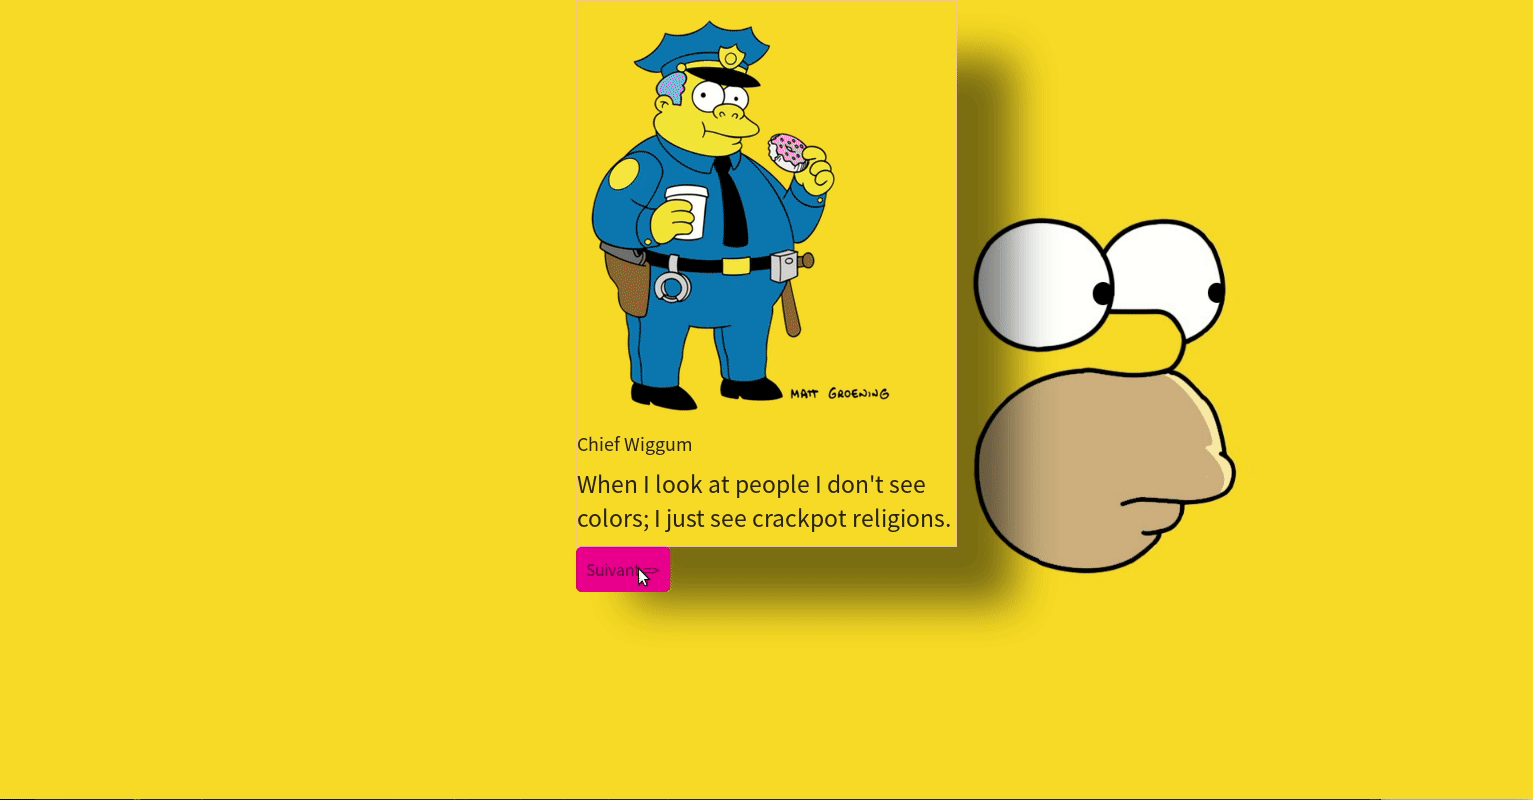 MATT GROENING
Chief Wiggum
When I look at people I don't see
colors; I just see crackpot religions.
Suivant =>